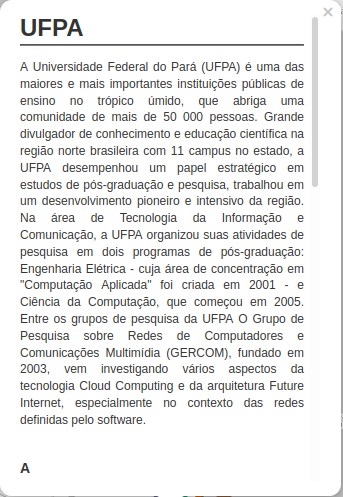 UFPA
A Universidade Federal do Pará (UFPA) é uma das
maiores e mais importantes instituições públicas de
ensino no trópico úmido, que abriga uma
comunidade de mais de 50 000 pessoas. Grande
divulgador de conhecimento e educação científica na
região norte brasileira com 11 campus no estado, a
UFPA desempenhou um papel estratégico em
estudos de pós-graduação e pesquisa, trabalhou em
um desenvolvimento pioneiro e intensivo da região.
Na área de Tecnologia da Informação e
Comunicação, a UFPA organizou suas atividades de
pesquisa em dois programas de pós-graduação:
Engenharia Elétrica - cuja área de concentração em
"Computação Aplicada" foi criada em 2001 - e
Ciência da Computação, que começou em 2005.
Entre os grupos de pesquisa da UFPA O Grupo de
Pesquisa sobre Redes de Computadores e
Comunicações Multimídia (GERCOM), fundado em
2003, vem investigando vários aspectos da
tecnologia Cloud Computing e da arquitetura Future
Internet, especialmente no contexto das redes
definidas pelo software.
A